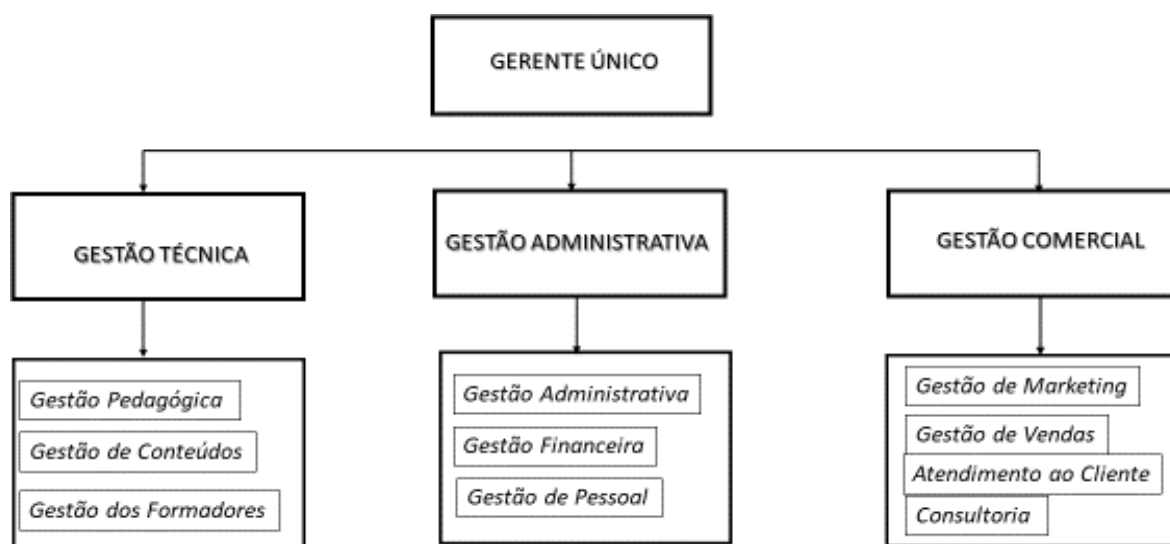 GERENTE ÚNICO
GESTÃO TÉCNICA
GESTÃO ADMINISTRATIVA
GESTÃO COMERCIAL
Gestão Pedagógica
Gestão de Conteúdos
Gestão dos Formadores
Gestão Administrativa
Gestão Financeira
Gestão de Pessoal
Gestão de Marketing
Gestão de Vendas
Atendimento ao Cliente
Consultoria